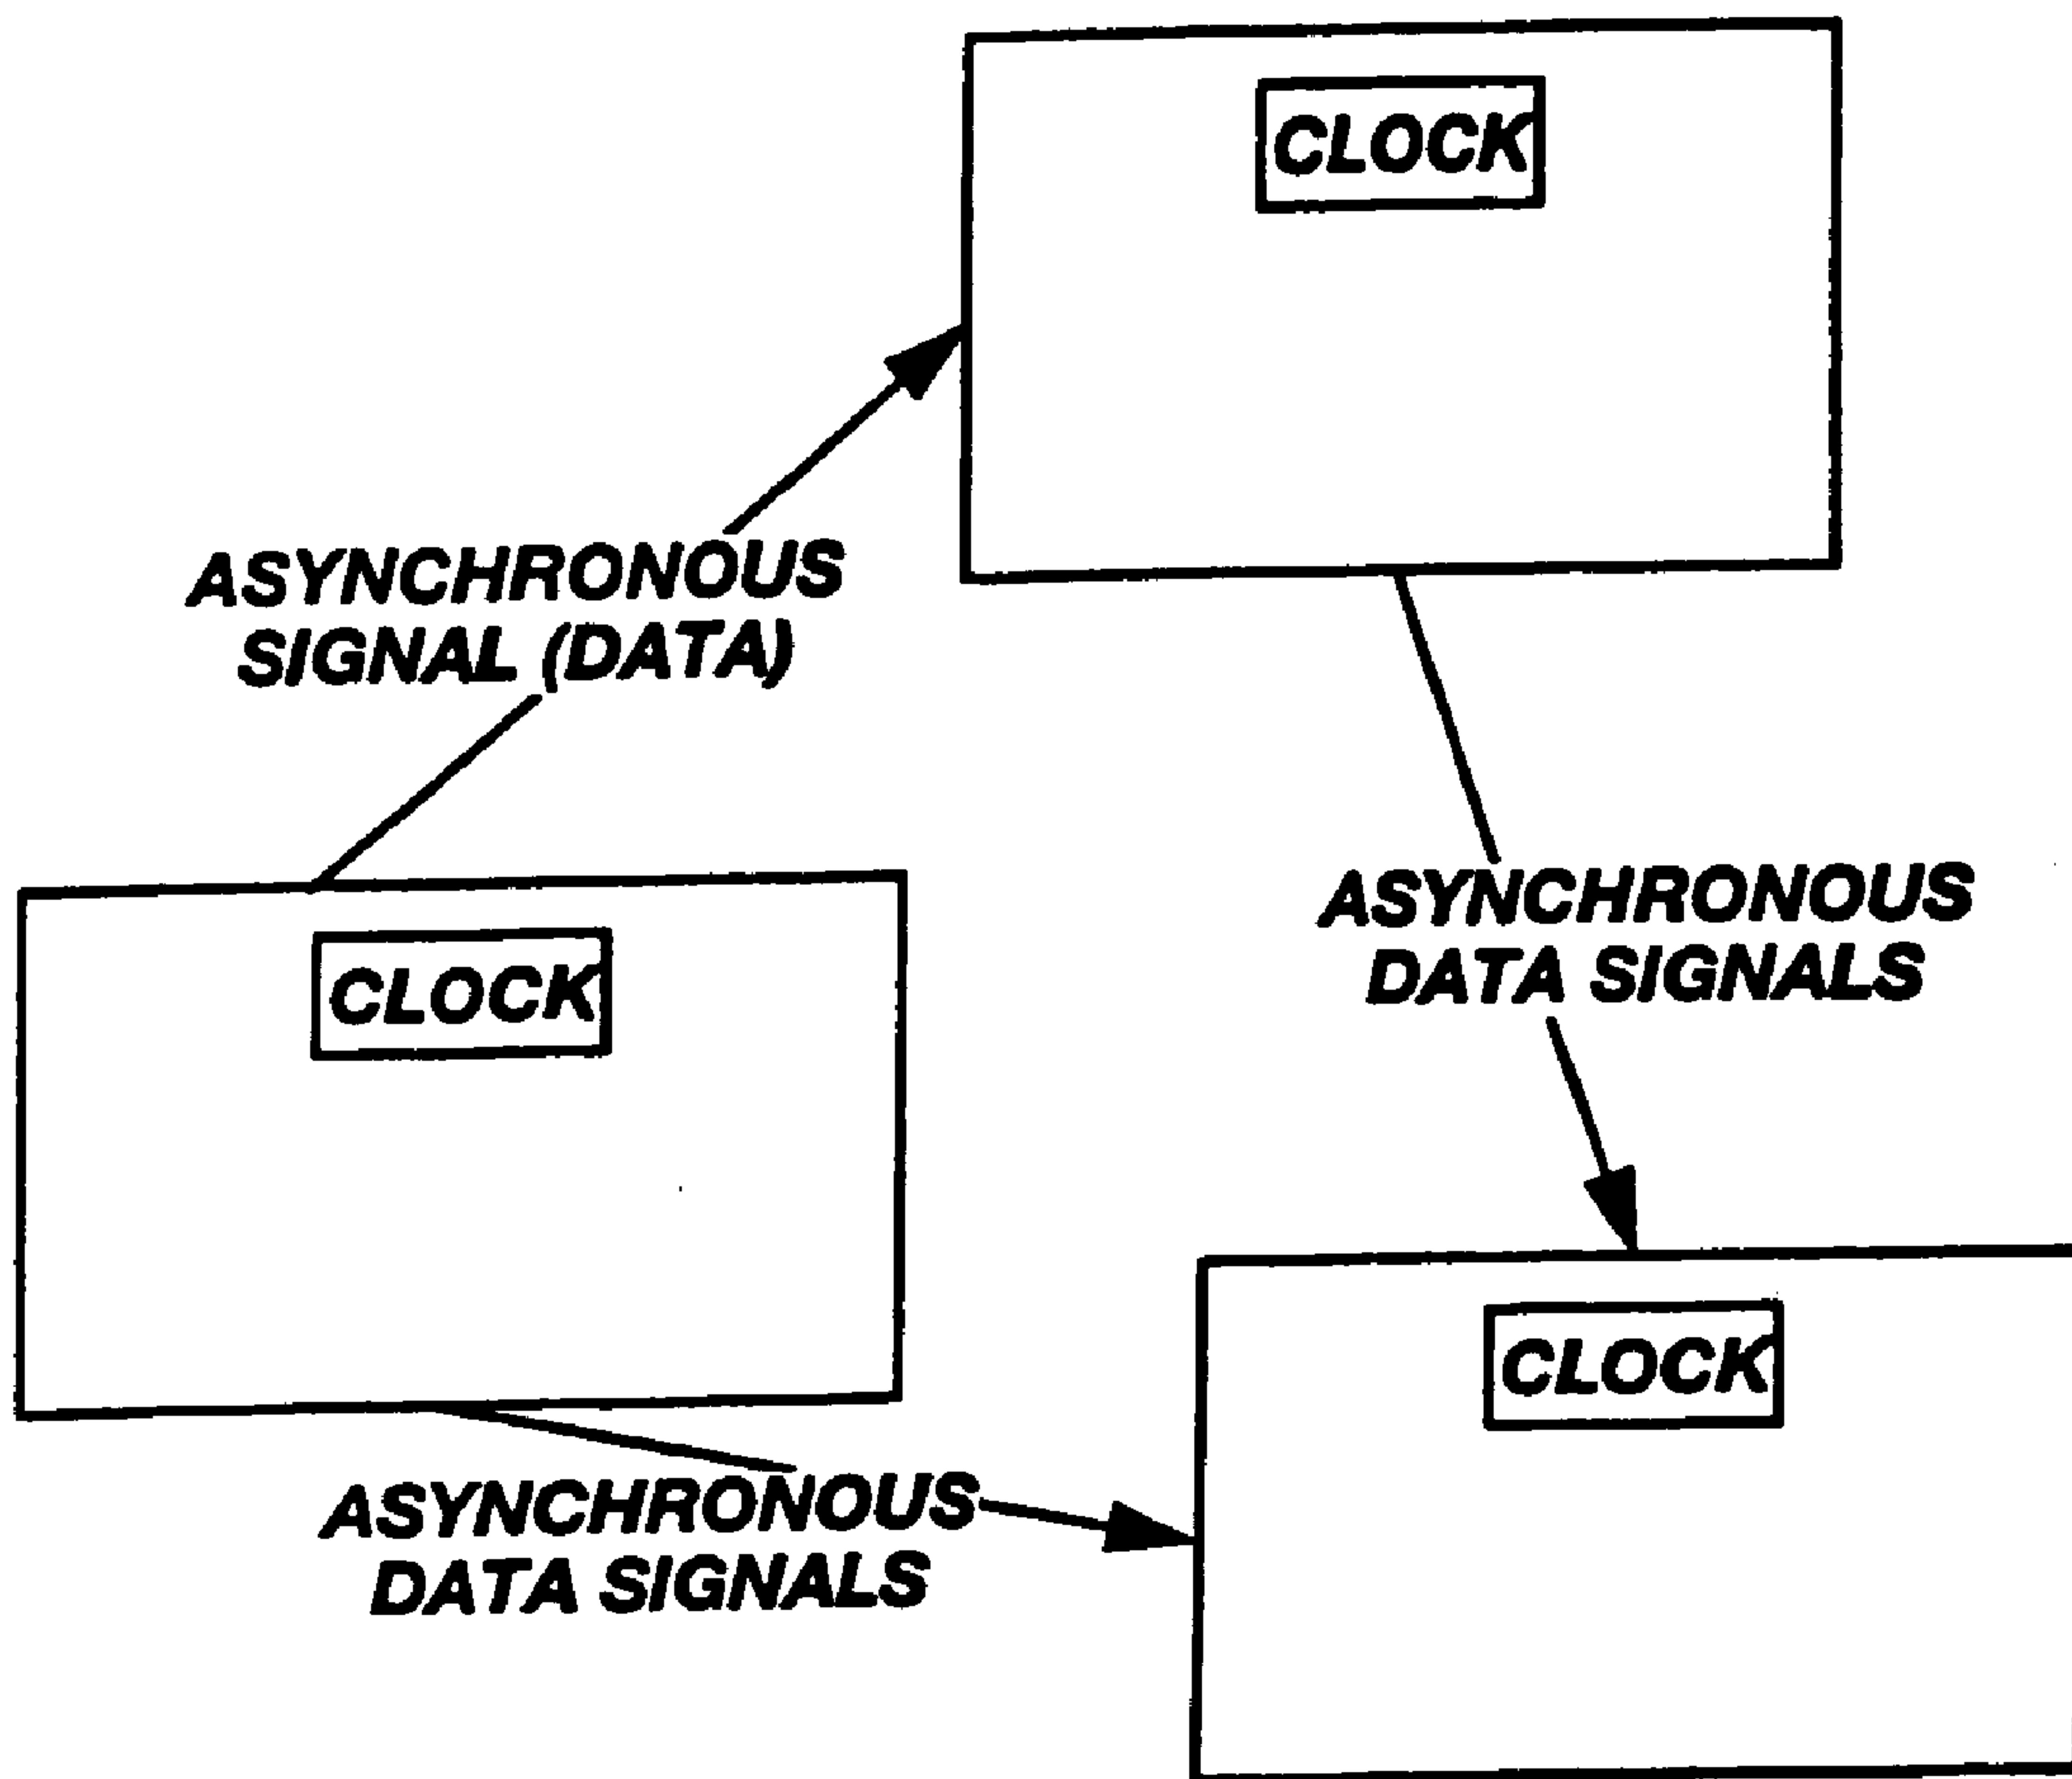 CLOCK
ASYNCHRONOUS
SIGNAL (DATA)
ASYNCHRONOUS
DATA SIGNALS
CLOCK
CLOCK
ASYNCHRONOUS
DATA SIGNALS